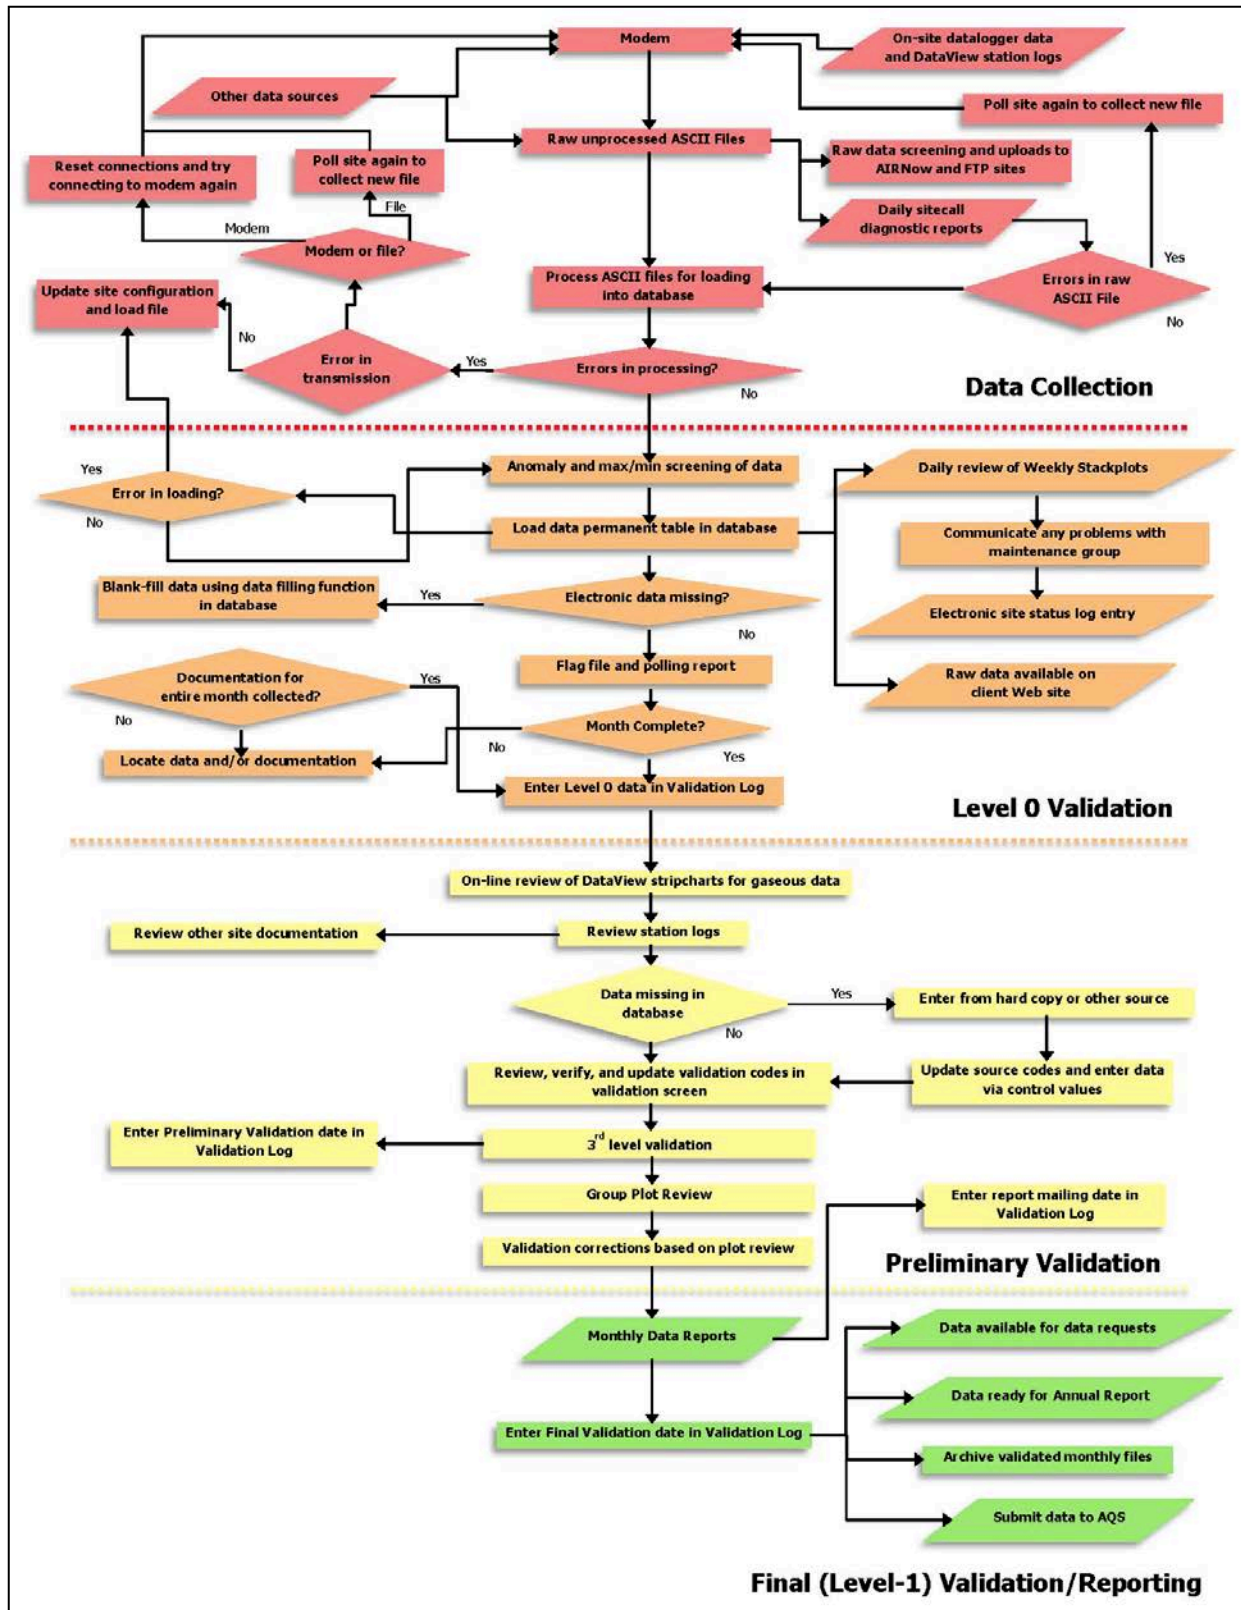 Modem
On-site datalogger data
and DataView station logs
Other data sources
Poll site again to collect new file
Raw unprocessed ASCII Files
Reset connections and try
connecting to modem again
Poll site again to
collect new file
Raw data screening and uploads to
AIRNow and FTP sites
File
Modem
Daily sitecall
diagnostic reports
Modem or file?
Yes
Process ASCII files for loading
into database
Errors in raw
ASCII File
Update site configuration
and load file
No
No
Error in
transmission
Yes
Errors in processing?
No
Data Collection
Anomaly and max/min screening of data
Daily review of Weekly Stackplots
Yes
Error in loading?
No
Load data permanent table in database
Communicate any problems with
maintenance group
Blank-fill data using data filling function
in database
Yes
Electronic data missing?
Electronic site status log entry
No
Flag file and polling report
Documentation for
entire month collected?
Yes
Raw data available on
client Web site
No
Month Complete?
No
Yes
Locate data and/or documentation
Enter Level 0 data in Validation Log
Level 0 Validation
On-line review of DataView stripcharts for gaseous data
Review other site documentation
Review station logs
Data missing in
database
Yes
Enter from hard copy or other source
No
Review, verify, and update validation codes in
validation screen
Update source codes and enter data
via control values
Enter Preliminary Validation date in
Validation Log
3rd level validation
Group Plot Review
Enter report mailing date in
Validation Log
Validation corrections based on plot review
Preliminary Validation
Monthly Data Reports
Data available for data requests
Data ready for Annual Report
Enter Final Validation date in Validation Log
Archive validated monthly files
Submit data to AQS
Final (Level-1) Validation/Reporting